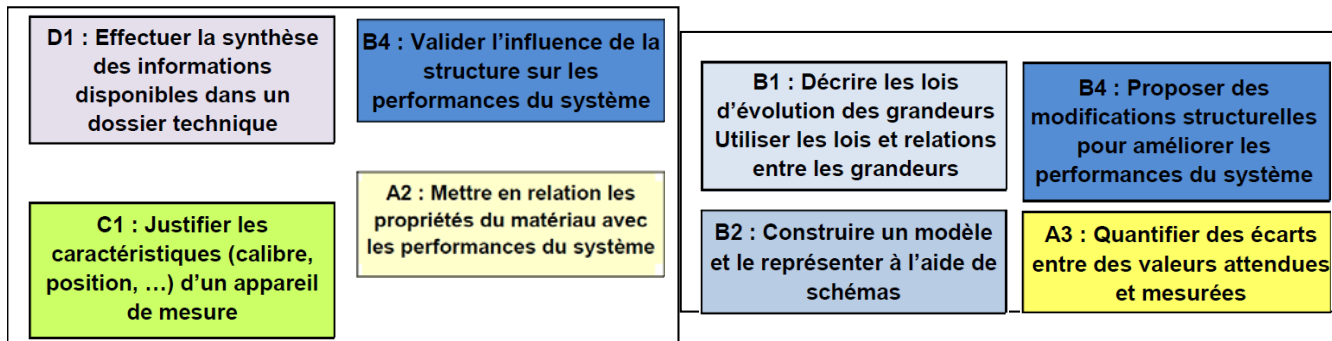 D1 : Effectuer la synthèse
des informations
disponibles dans un
dossier technique
B4 : Valider l'influence de la
structure sur les
performances du système
C1 : Justifier les
caractéristiques (calibre,
position, …) d'un appareil
de mesure
A2 : Mettre en relation les
propriétés du matériau avec
les performances du système
B1 : Décrire les lois
d'évolution des grandeurs
Utiliser les lois et relations
entre les grandeurs
B4 : Proposer des
modifications structurelles
pour améliorer les
performances du système
B2 : Construire un modèle
et le représenter à l'aide de
schémas
A3 : Quantifier des écarts
entre des valeurs attendues
et mesurées